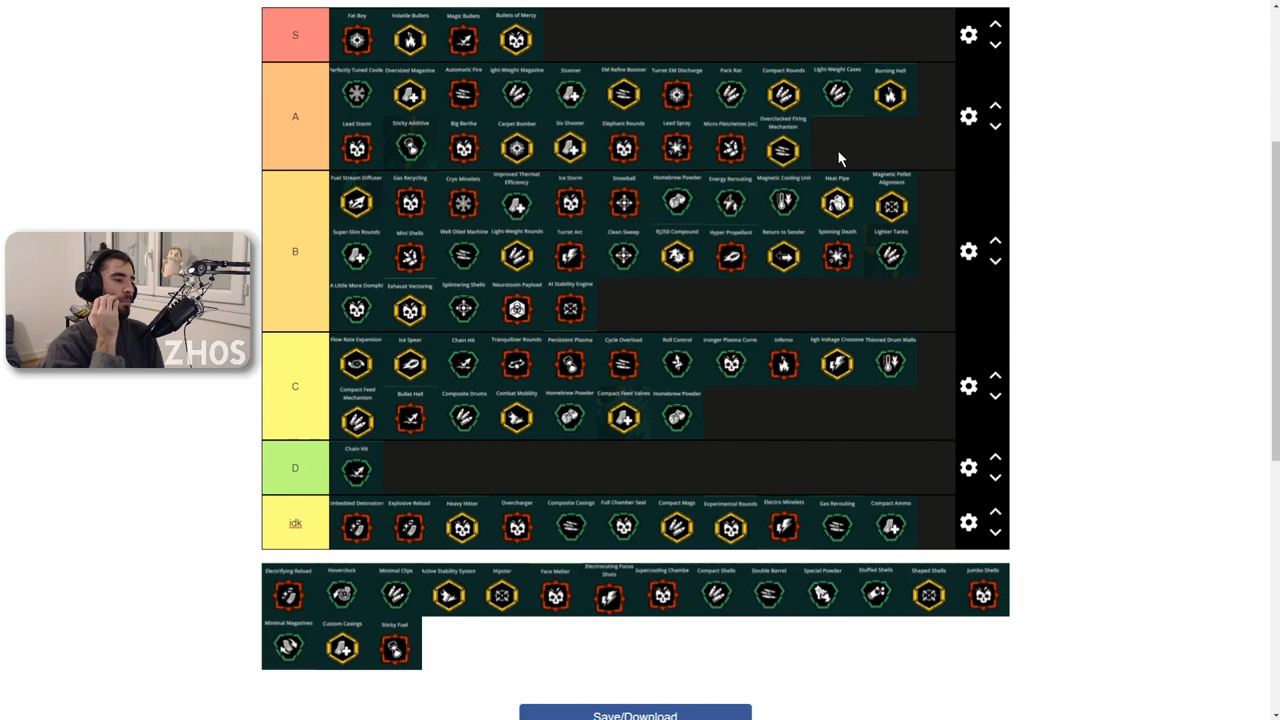 S
Fat Boy
Volatile Bullets
Magic Bullets
Bullets of Mercy
A
Perfectly Tuned Coole
Oversized Magazine
Automatic Fire
ight-Weight Magazine
Stunner
EM Refire Booster
Turret EM Discharge
Pack Rat
Compact Rounds
Light-Weight Cases
Burning Hell
Lead Storm
Sticky Additive
Big Bertha
Carpet Bomber
Six Shooter
Elephant Rounds
Lead Spray
Micro Fletchettes [sic]
Overclocked Firing
Mechanism
B
Fuel Stream Diffuser
Gas Recycling
Cryo Minelets
Improved Thermal
Efficiency
Ice Storm
Snowball
Homebrew Powder
Energy Rerouting
Magnetic Cooling Unit
Heat Pipe
Magnetic Pellet
Alignment
Super-Slim Rounds
Mini Shells
Well Oiled Machine
Light-Weight Rounds
Turret Arc
Clean Sweep
RJ250 Compound
Hyper Propellant
Return to Sender
Spinning Death
Lighter Tanks
A Little More Oomph!
Exhaust Vectoring
Splintering Shells
Neurotoxin Payload
AI Stability Engine
C
Flow Rate Expansion
Ice Spear
Chain Hit
Tranquilizer Rounds
Persistent Plasma
Cycle Overload
Roll Control
tronger Plasma Curre
Inferno
High Voltage Crossove
Thinned Drum Walls
Compact Feed
Mechanism
Bullet Hell
Composite Drums
Combat Mobility
Homebrew Powder
Compact Feed Valves
Homebrew Powder
D
Chain Hit
idk
Embedded Detonators
Explosive Reload
Heavy Hitter
Overcharger
Composite Casings
Full Chamber Seal
Compact Mags
Experimental Rounds
Electro Minelets
Gas Rerouting
Compact Ammo
Electrifying Reload
Hoverclock
Minimal Clips
Active Stability System
Hipster
Face Melter
Electrocuting Focus
Shots
Supercooling Chambe
Compact Shells
Double Barrel
Special Powder
Stuffed Shells
Shaped Shells
Jumbo Shells
Minimal Magazines
Custom Casings
Sticky Fuel
ZHOS
Save/Download